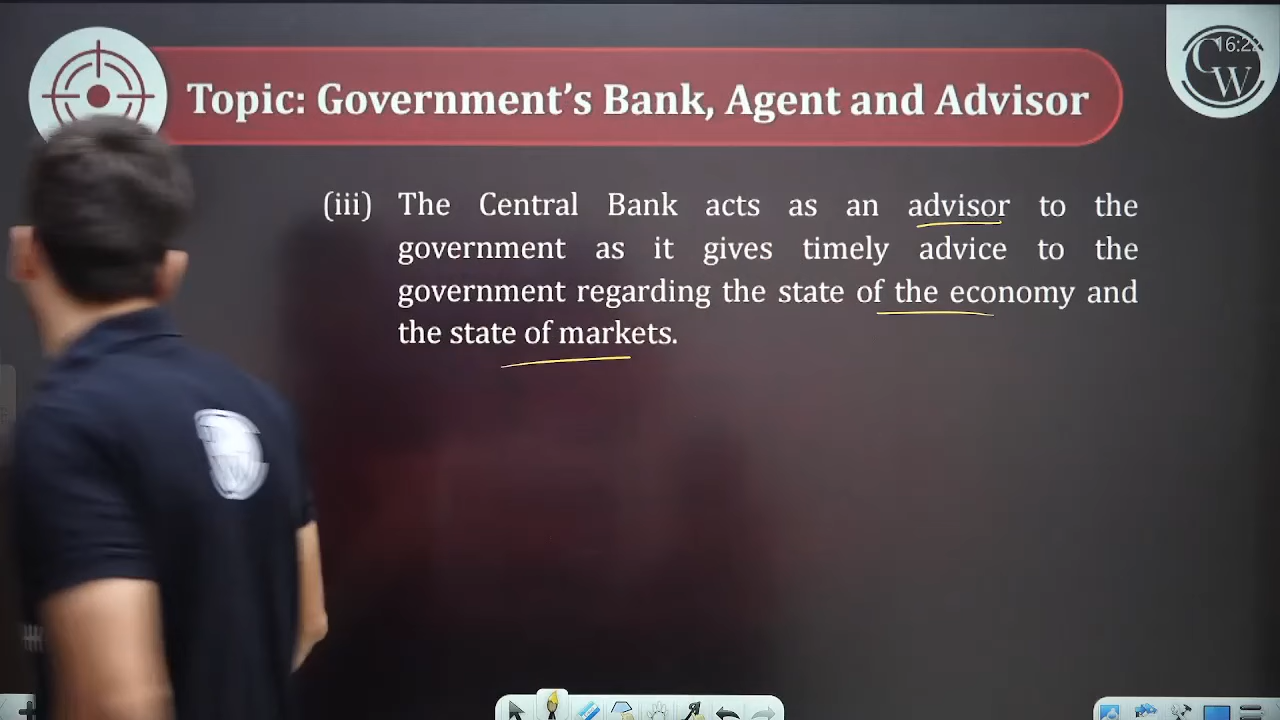 16:22
CW
Topic: Government's Bank, Agent and Advisor
(iii) The Central Bank acts as an advisor to the
government as it gives timely advice to the
government regarding the state of the economy and
the state of markets.